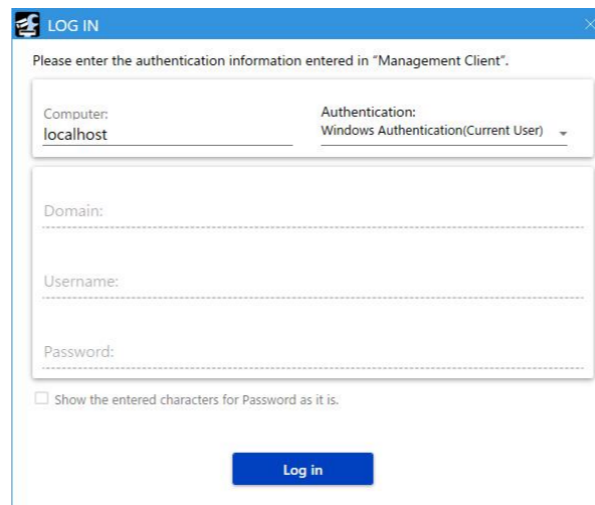 LOG IN
Please enter the authentication information entered in “Management Client”.
Computer:
localhost
Authentication:
Windows Authentication(Current User)
Domain:
Username:
Password:
Show the entered characters for Password as it is.
Log in